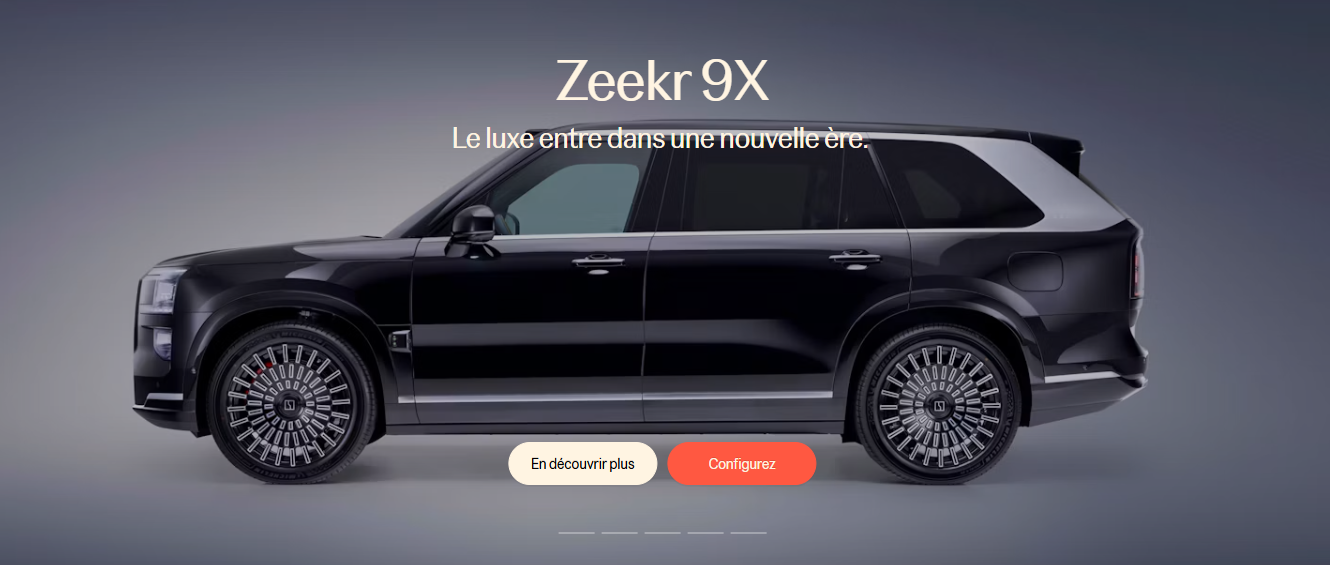 Zeekr 9X
Le luxe entre dans une nouvelle ère.
En découvrir plus
Configurez